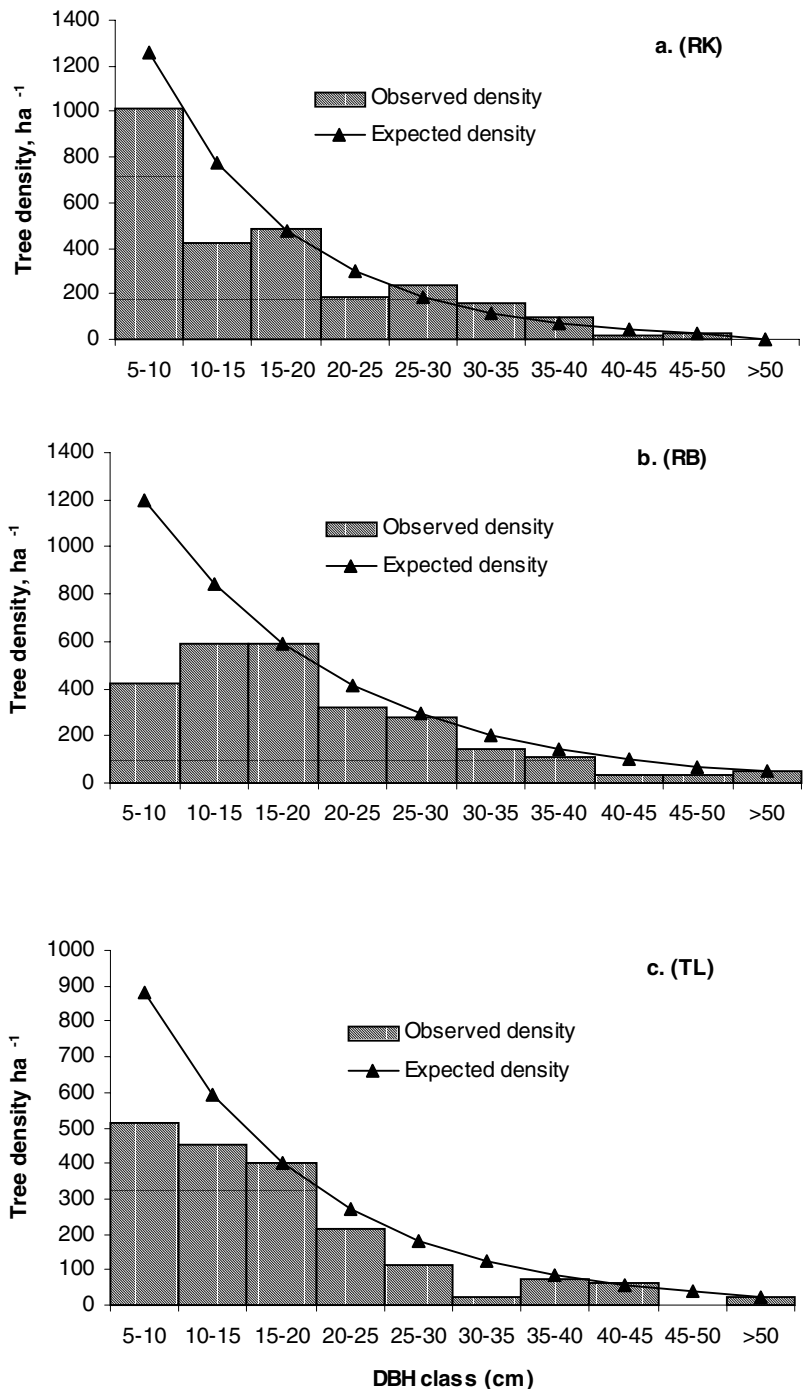 a. (RK)
1400
1200
1000
800
600
400
200
0
Tree density, ha -1
Observed density
Expected density
5-10 10-15 15-20 20-25 25-30 30-35 35-40 40-45 45-50 >50
b. (RB)
1400
1200
1000
800
600
400
200
0
Tree density, ha -1
Observed density
Expected density
5-10 10-15 15-20 20-25 25-30 30-35 35-40 40-45 45-50 >50
c. (TL)
1000
900
800
700
600
500
400
300
200
100
0
Tree density ha -1
Observed density
Expected density
5-10 10-15 15-20 20-25 25-30 30-35 35-40 40-45 45-50 >50
DBH class (cm)